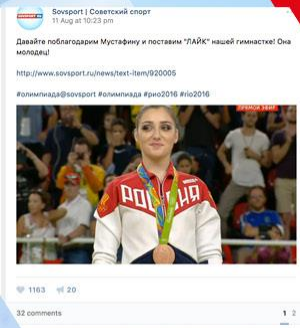 Sovsport | Советский спорт
11 Aug at 10:23 pm
Давайте поблагодарим Мустафину и поставим "ЛАЙК" нашей гимнастке! Она
молодец!
http://www.sovsport.ru/news/text-item/920005
#олимпиада@sovsport #олимпиада #рио2016 #rio2016
ПРЯМОЙ ЭФИР
РОССИЯ
1163 20
32 comments 1 2